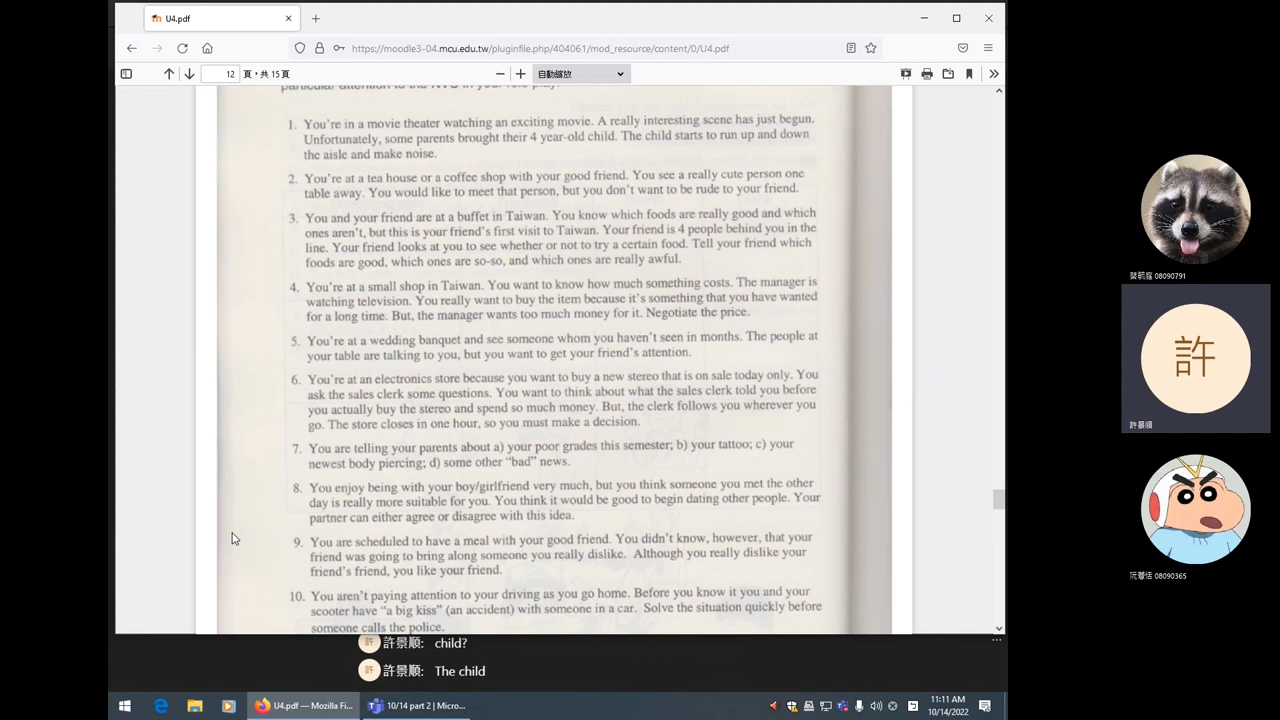 U4.pdf
https://moodle3-04.mcu.edu.tw/pluginfile.php/404061/mod_resource/content/0/U4.pdf
12 頁，共 15 頁
自動縮放
1. You're in a movie theater watching an exciting movie. A really interesting scene has just begun.
Unfortunately, some parents brought their 4 year-old child. The child starts to run up and down
the aisle and make noise.
2. You're at a tea house or a coffee shop with your good friend. You see a really cute person one
table away. You would like to meet that person, but you don't want to be rude to your friend.
3. You and your friend are at a buffet in Taiwan. You know which foods are really good and which
ones aren't, but this is your friend's first visit to Taiwan. Your friend is 4 people behind you in the
line. Your friend looks at you to see whether or not to try a certain food. Tell your friend which
foods are good, which ones are so-so, and which ones are really awful.
4. You're at a small shop in Taiwan. You want to know how much something costs. The manager is
watching television. You really want to buy the item because it's something that you have wanted
for a long time. But, the manager wants too much money for it. Negotiate the price.
5. You're at a wedding banquet and see someone whom you haven't seen in months. The people at
your table are talking to you, but you want to get your friend's attention.
6. You're at an electronics store because you want to buy a new stereo that is on sale today only. You
ask the sales clerk some questions. You want to think about what the sales clerk told you before
you actually buy the stereo and spend so much money. But, the clerk follows you wherever you
go. The store closes in one hour, so you must make a decision.
7. You are telling your parents about a) your poor grades this semester; b) your tattoo; c) your
newest body piercing; d) some other "bad" news.
8. You enjoy being with your boy/girlfriend very much, but you think someone you met the other
day is really more suitable for you. You think it would be good to begin dating other people. Your
partner can either agree or disagree with this idea.
9. You are scheduled to have a meal with your good friend. You didn't know, however, that your
friend was going to bring along someone you really dislike. Although you really dislike your
friend's friend, you like your friend.
10. You aren't paying attention to your driving as you go home. Before you know it you and your
scooter have "a big kiss" (an accident) with someone in a car. Solve the situation quickly before
someone calls the police.
許 許景順: child?
許 許景順: The child
08090791
許
許景順
08090365
U4.pdf — Mozilla Fi...
10/14 part 2 | Micro...
11:11 AM
10/14/2022